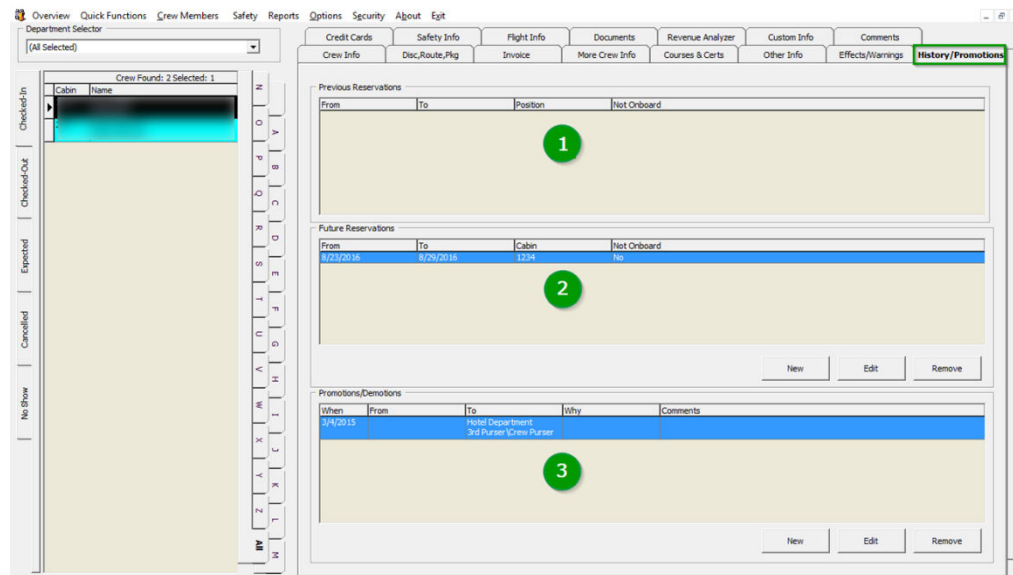 Overview Quick Functions Crew Members Safety Reports Options Security About Exit
Department Selector
(All Selected)
Credit Cards Safety Info Flight Info Documents Revenue Analyzer Custom Info Comments
Crew Info Disc,Route,Pkg Invoice More Crew Info Courses & Certs Other Info Effects/Warnings History/Promotions
Crew Found: 2 Selected: 1
Cabin Name
Checked-In
Checked-Out
Expected
Cancelled
No Show
N
O
P
Q
R
S
T
U
V
W
X
Y
Z
All
A
B
C
D
E
F
G
H
I
J
K
L
M
Previous Reservations
From To Position Not Onboard
1
Future Reservations
From To Cabin Not Onboard
8/23/2016 8/29/2016 1234 No
2
New Edit Remove
Promotions/Demotions
When From To Why Comments
3/4/2015 Hotel Department
3rd Purser\Crew Purser
3
New Edit Remove